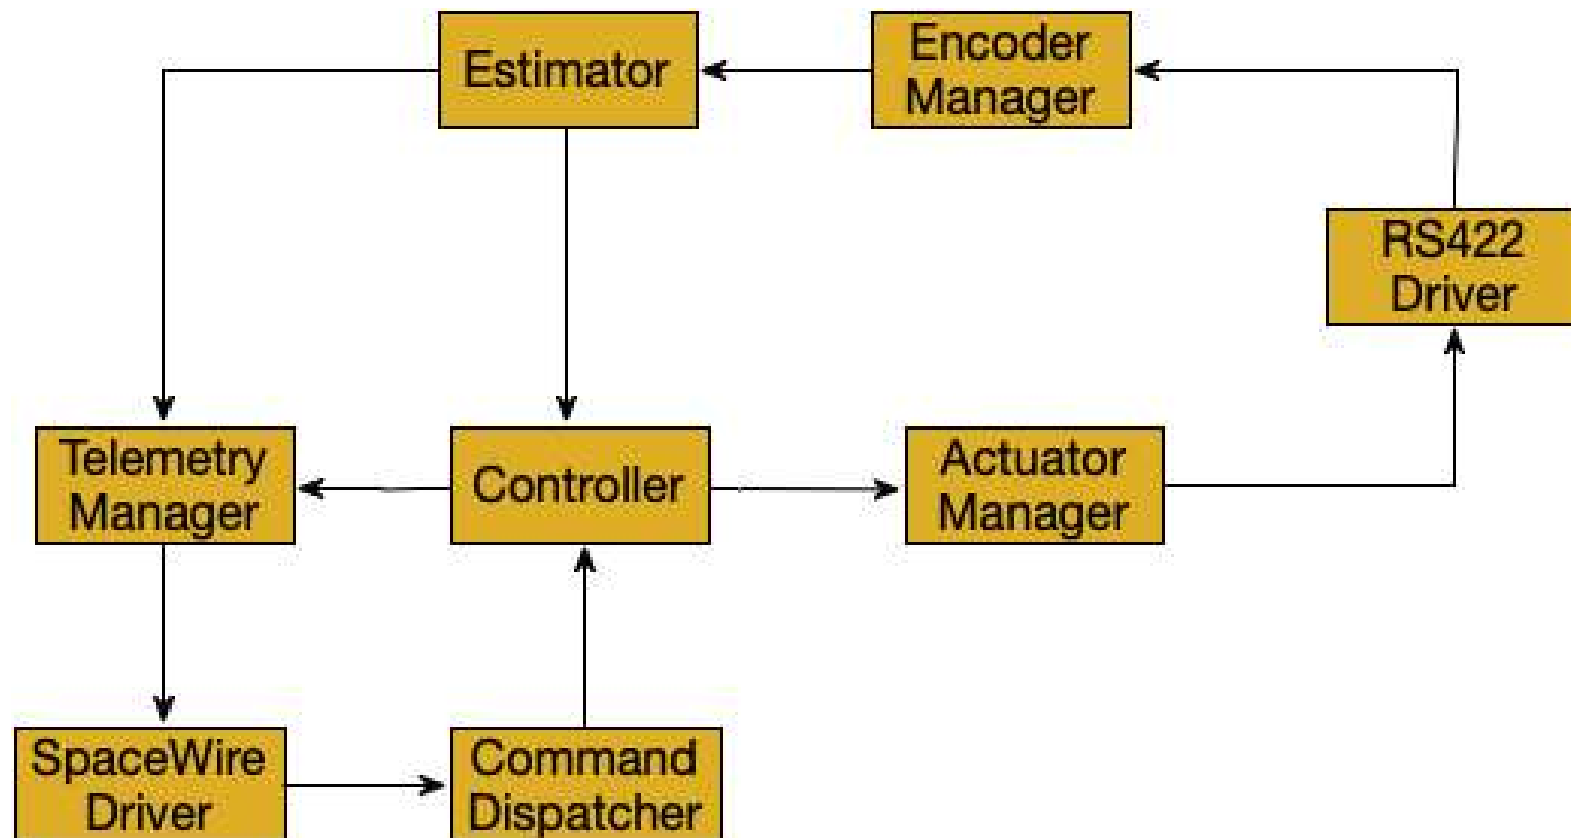 Estimator
Encoder
Manager
RS422
Driver
Telemetry
Manager
Controller
Actuator
Manager
SpaceWire
Driver
Command
Dispatcher